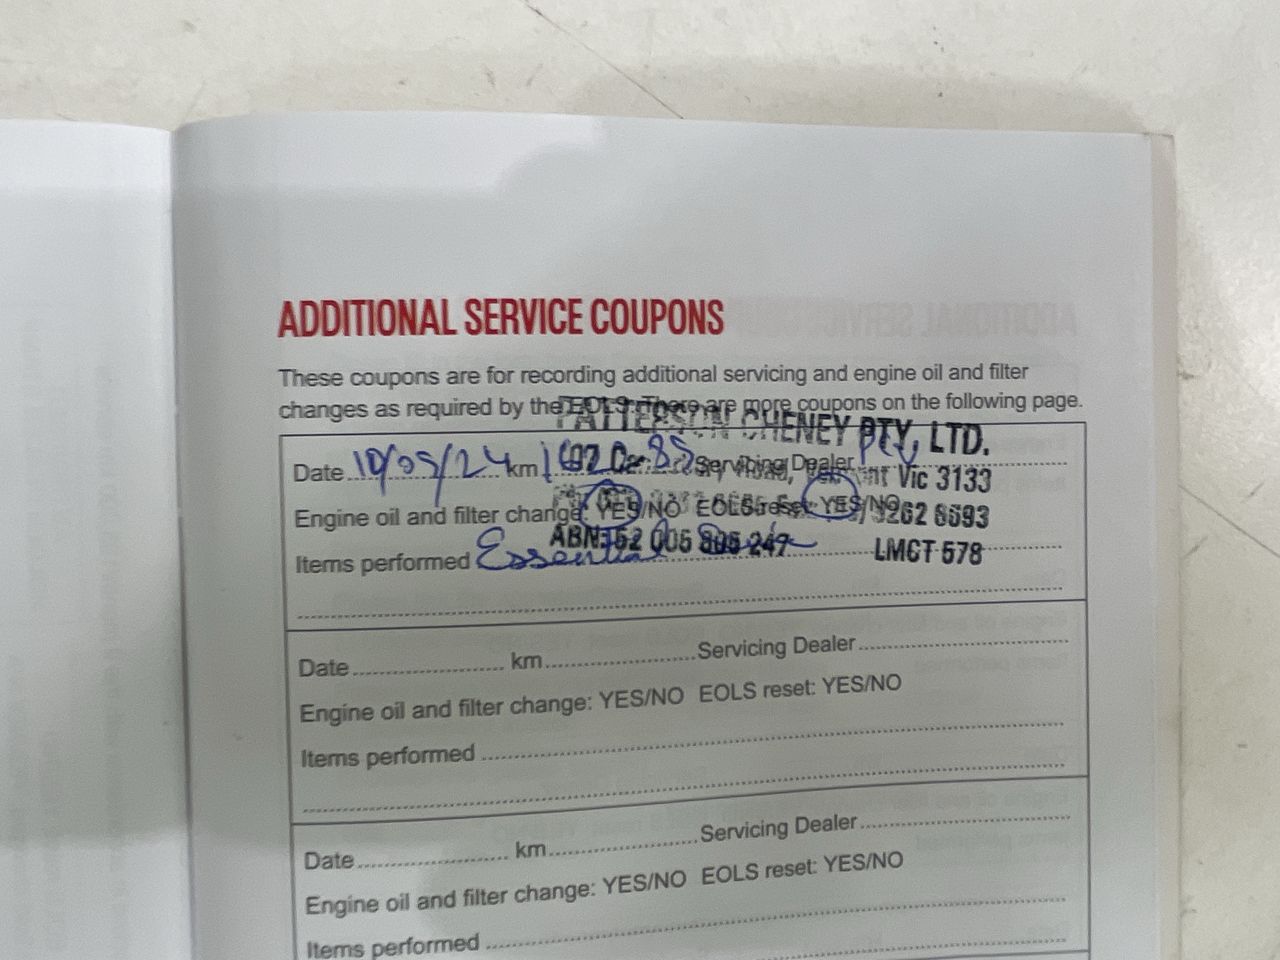 ADDITIONAL SERVICE COUPONS
These coupons are for recording additional servicing and engine oil and filter
changes as required by the EOLS. There are more coupons on the following page.
PATTERSON CHENEY PTY, LTD.
Date 10/05/24 km Servicing Dealer
Vic 3133
Engine oil and filter change: YES/NO EOLS reset: YES/NO
9262 6593
ABN 52 005 805 247 LMCT 578
Items performed Essential
Date km Servicing Dealer
Engine oil and filter change: YES/NO EOLS reset: YES/NO
Items performed
Date km Servicing Dealer
Engine oil and filter change: YES/NO EOLS reset: YES/NO
Items performed